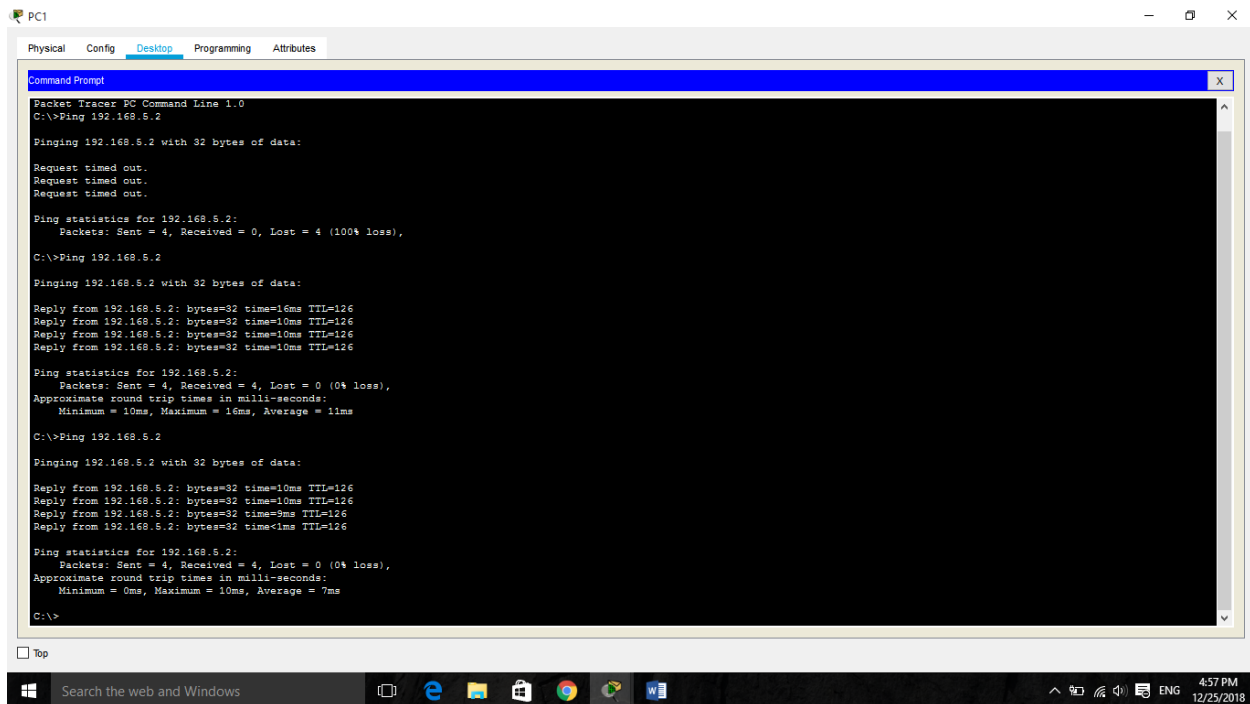 PC1
Physical Config Desktop Programming Attributes
Command Prompt
X
Packet Tracer PC Command Line 1.0
C:\>Ping 192.168.5.2
Pinging 192.168.5.2 with 32 bytes of data:
Request timed out.
Request timed out.
Request timed out.
Ping statistics for 192.168.5.2:
Packets: Sent = 4, Received = 0, Lost = 4 (100% loss),
C:\>Ping 192.168.5.2
Pinging 192.168.5.2 with 32 bytes of data:
Reply from 192.168.5.2: bytes=32 time=16ms TTL=126
Reply from 192.168.5.2: bytes=32 time=10ms TTL=126
Reply from 192.168.5.2: bytes=32 time=10ms TTL=126
Reply from 192.168.5.2: bytes=32 time=10ms TTL=126
Ping statistics for 192.168.5.2:
Packets: Sent = 4, Received = 4, Lost = 0 (0% loss),
Approximate round trip times in milli-seconds:
Minimum = 10ms, Maximum = 16ms, Average = 11ms
C:\>Ping 192.168.5.2
Pinging 192.168.5.2 with 32 bytes of data:
Reply from 192.168.5.2: bytes=32 time=10ms TTL=126
Reply from 192.168.5.2: bytes=32 time=10ms TTL=126
Reply from 192.168.5.2: bytes=32 time=9ms TTL=126
Reply from 192.168.5.2: bytes=32 time<1ms TTL=126
Ping statistics for 192.168.5.2:
Packets: Sent = 4, Received = 4, Lost = 0 (0% loss),
Approximate round trip times in milli-seconds:
Minimum = 0ms, Maximum = 10ms, Average = 7ms
C:\>
Top
Search the web and Windows
ENG
4:57 PM
12/25/2018